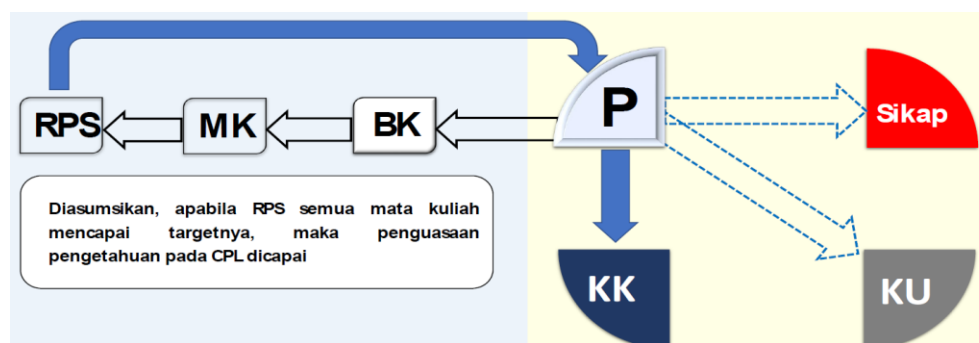 RPS
MK
BK
P
Sikap
Diasumsikan, apabila RPS semua mata kuliah
mencapai targetnya, maka penguasaan
pengetahuan pada CPL dicapai
KK
KU